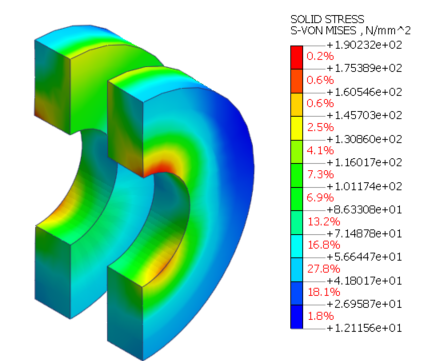 SOLID STRESS
S-VON MISES , N/mm^2
+1.90232e+02
0.2%
+1.75389e+02
0.6%
+1.60546e+02
0.6%
+1.45703e+02
2.5%
+1.30860e+02
4.1%
+1.16017e+02
7.3%
+1.01174e+02
6.9%
+8.63308e+01
13.2%
+7.14878e+01
16.8%
+5.66447e+01
27.8%
+4.18017e+01
18.1%
+2.69587e+01
1.8%
+1.21156e+01